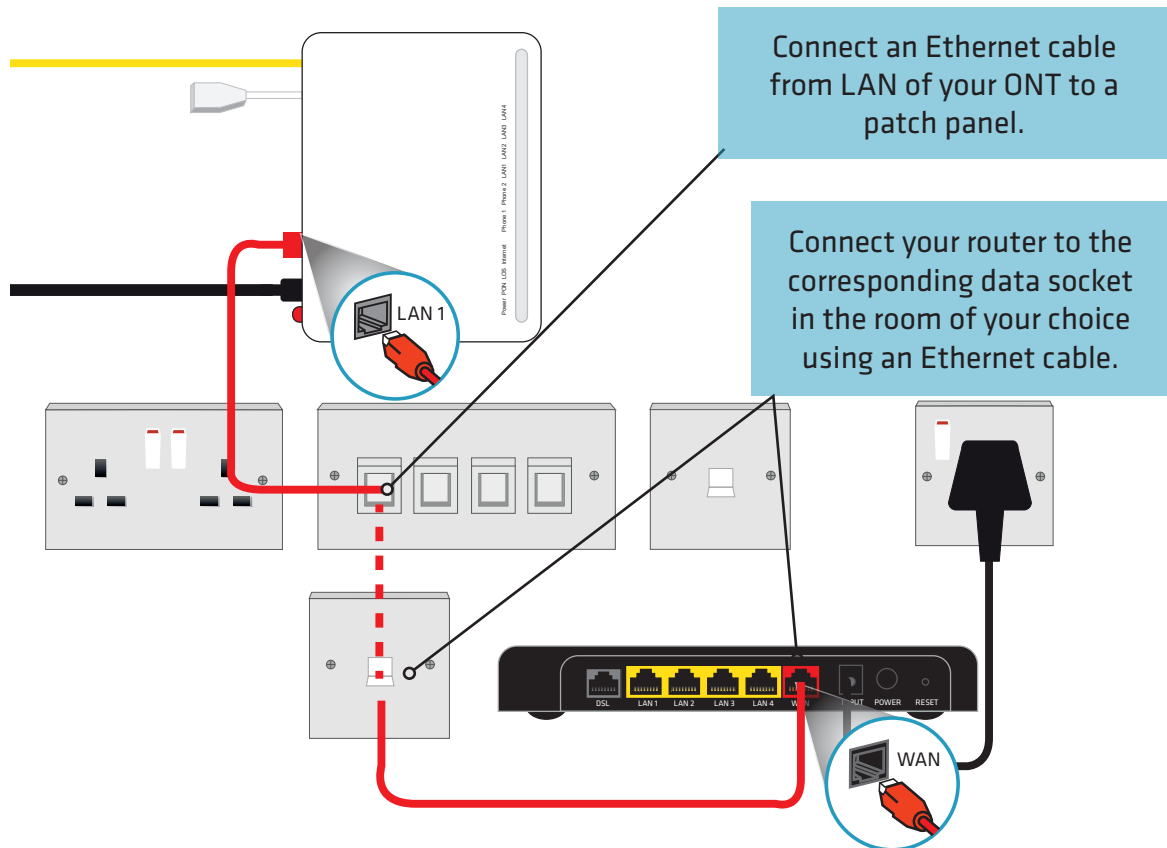 Connect an Ethernet cable
from LAN of your ONT to a
patch panel.
Power PON LOS Internet Phone 1 Phone 2 LAN1 LAN2 LAN3 LAN4
LAN 1
Connect your router to the
corresponding data socket
in the room of your choice
using an Ethernet cable.
DSL LAN 1 LAN 2 LAN 3 LAN 4 POWER RESET
WAN